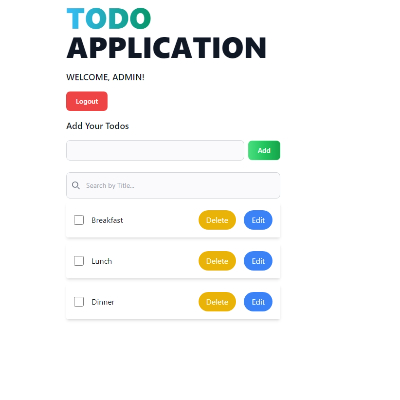 TODO
APPLICATION
WELCOME, ADMIN!
Logout
Add Your Todos
Add
Search by Title...
Breakfast Delete Edit
Lunch Delete Edit
Dinner Delete Edit